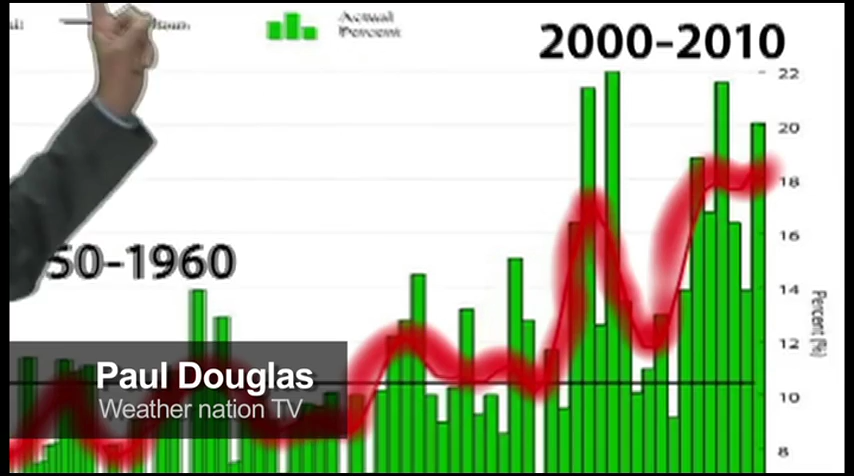 Actual
Percent
2000-2010
22
20
18
16
50-1960
14
12
10
8
Percent (%)
Paul Douglas
Weather nation TV